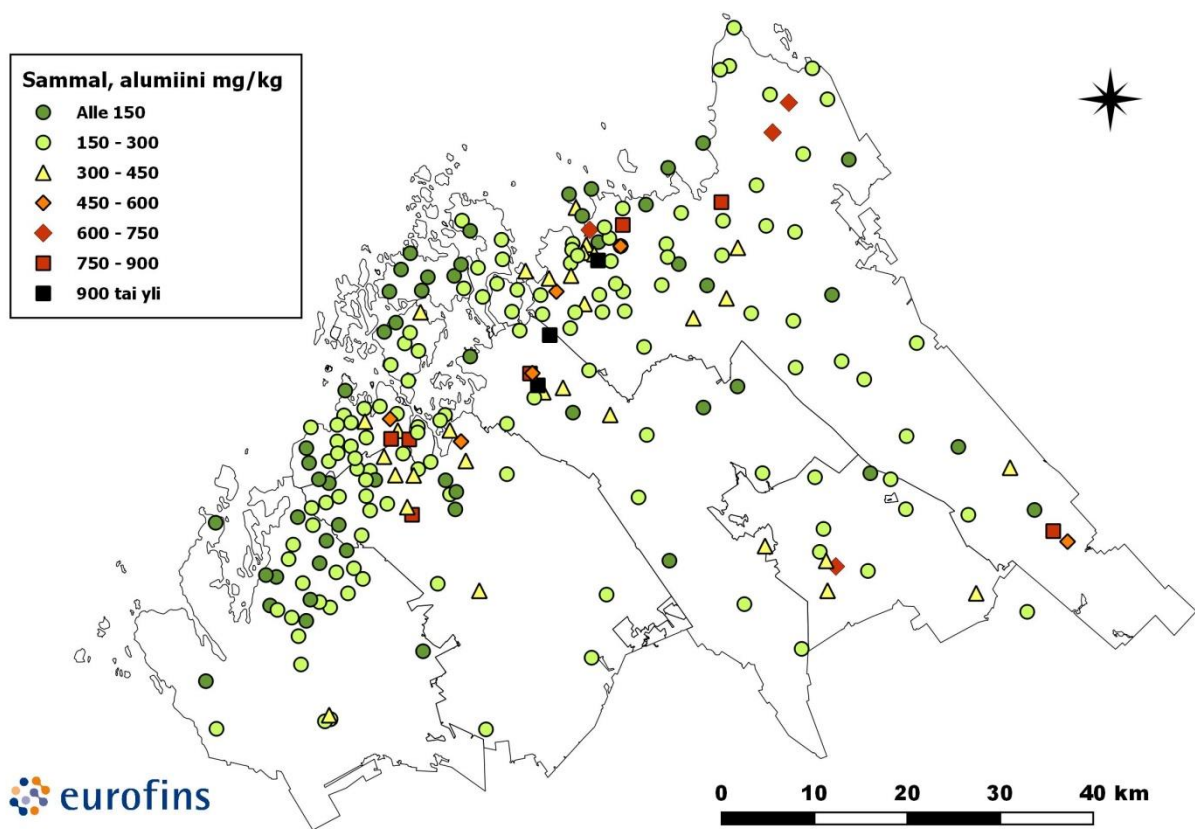 Sammal, alumiini mg/kg
Alle 150
150 - 300
300 - 450
450 - 600
600 - 750
750 - 900
900 tai yli
eurofins
0 10 20 30 40 km